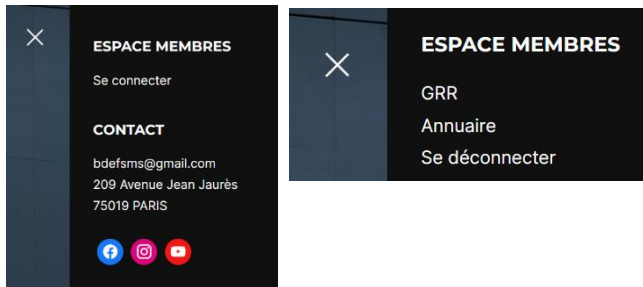 ESPACE MEMBRES
Se connecter
CONTACT
bdefsms@gmail.com
209 Avenue Jean Jaurès
75019 PARIS
ESPACE MEMBRES
GRR
Annuaire
Se déconnecter